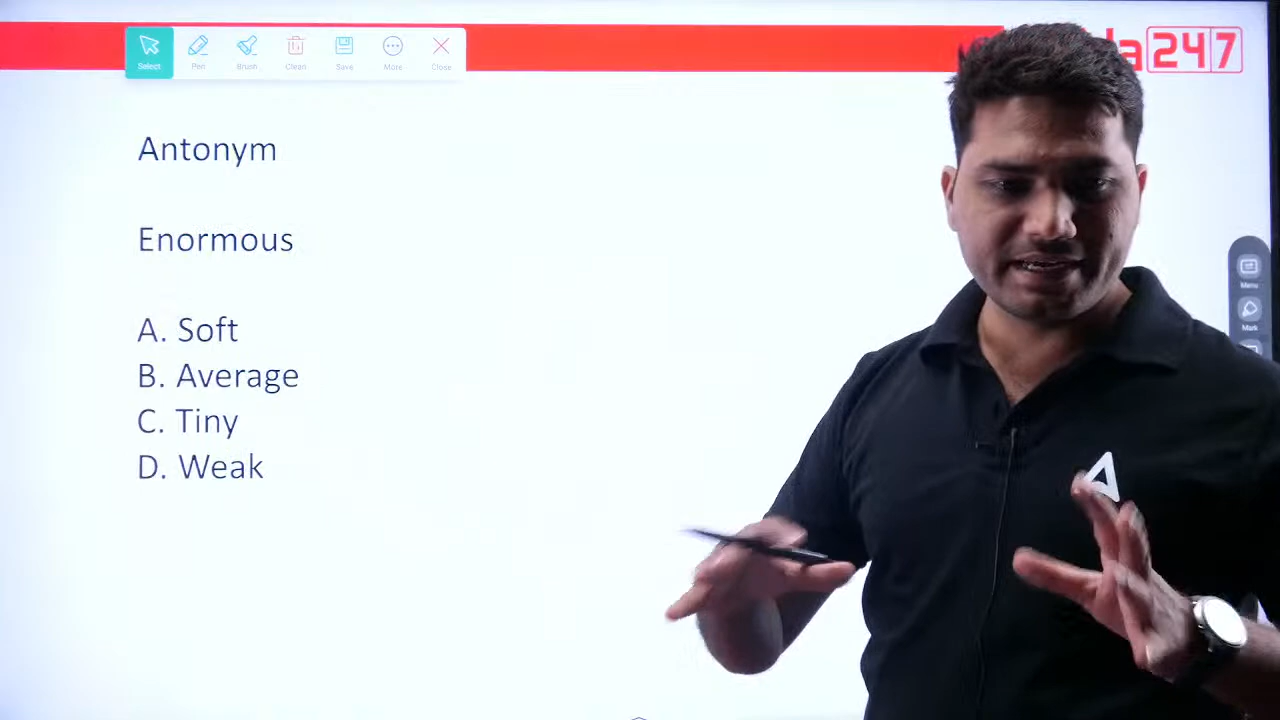 Select Pen Brush Clean Save More Close
a 247
Antonym
Enormous
A. Soft
B. Average
C. Tiny
D. Weak
Menu
Mark